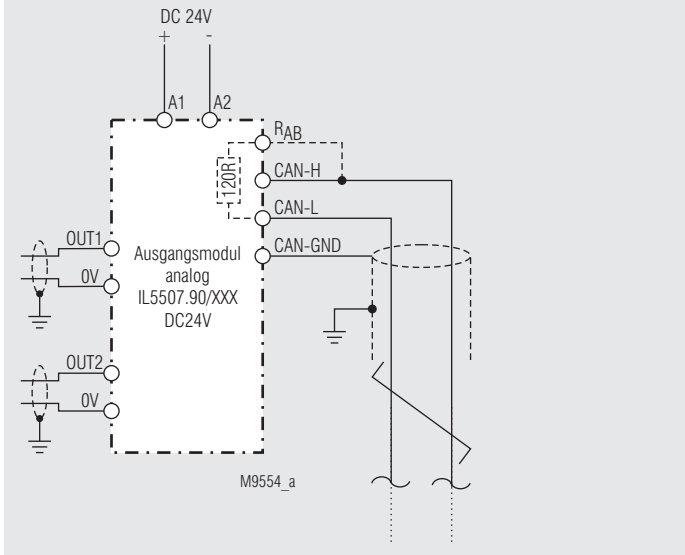 DC 24V
+ -
A1 A2
RAB
CAN-H
120R
CAN-L
CAN-GND
OUT1
0V
Ausgangsmodul
analog
IL5507.90/XXX
DC24V
OUT2
0V
M9554_a